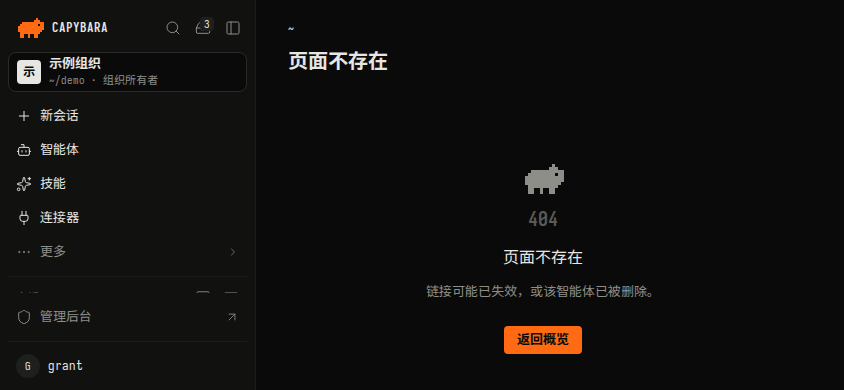 CAPYBARA
3
示
示例组织
~/demo · 组织所有者
新会话
智能体
技能
连接器
更多
管理后台
G
grant
~
页面不存在
404
页面不存在
链接可能已失效，或该智能体已被删除。
返回概览